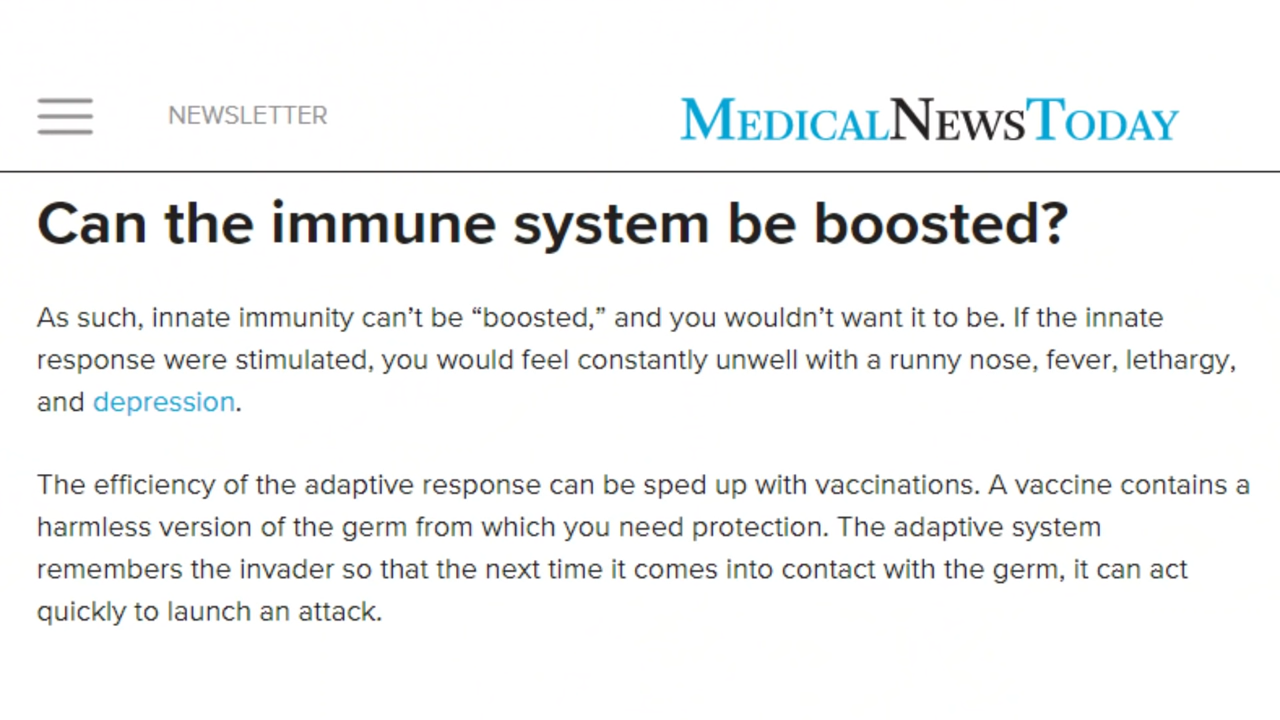 NEWSLETTER
MEDICALNEWSTODAY
Can the immune system be boosted?
As such, innate immunity can’t be “boosted,” and you wouldn’t want it to be. If the innate
response were stimulated, you would feel constantly unwell with a runny nose, fever, lethargy,
and depression.
The efficiency of the adaptive response can be sped up with vaccinations. A vaccine contains a
harmless version of the germ from which you need protection. The adaptive system
remembers the invader so that the next time it comes into contact with the germ, it can act
quickly to launch an attack.